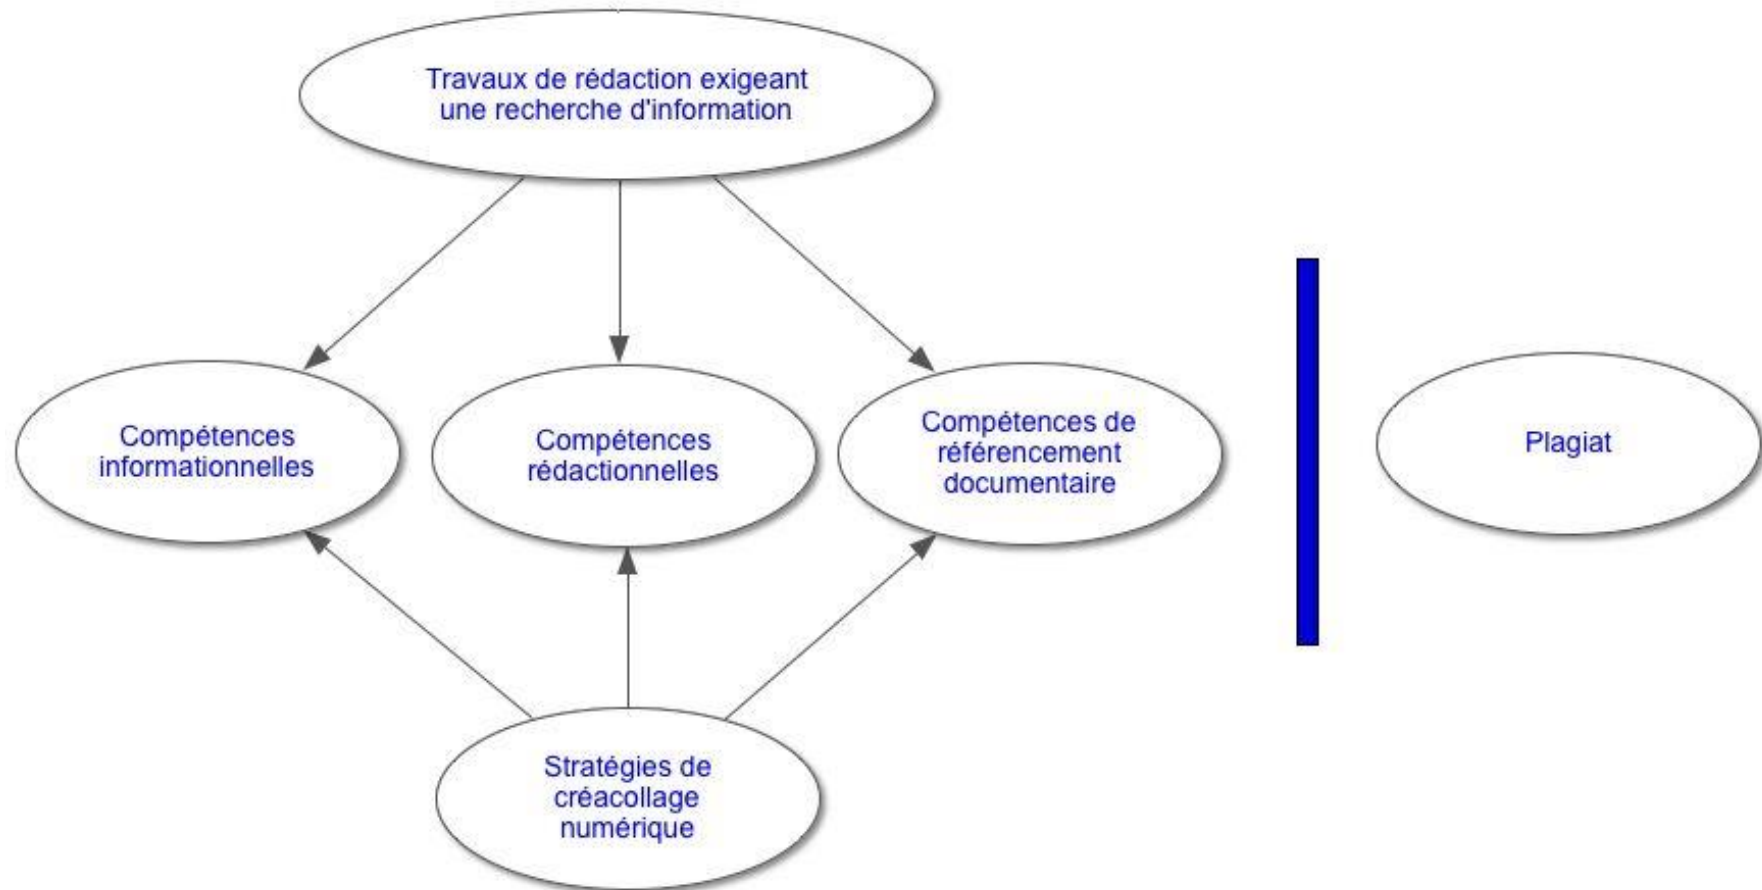 Travaux de rédaction exigeant
une recherche d'information
Compétences
informationnelles
Compétences
rédactionnelles
Compétences de
référencement
documentaire
Plagiat
Stratégies de
créacollage
numérique